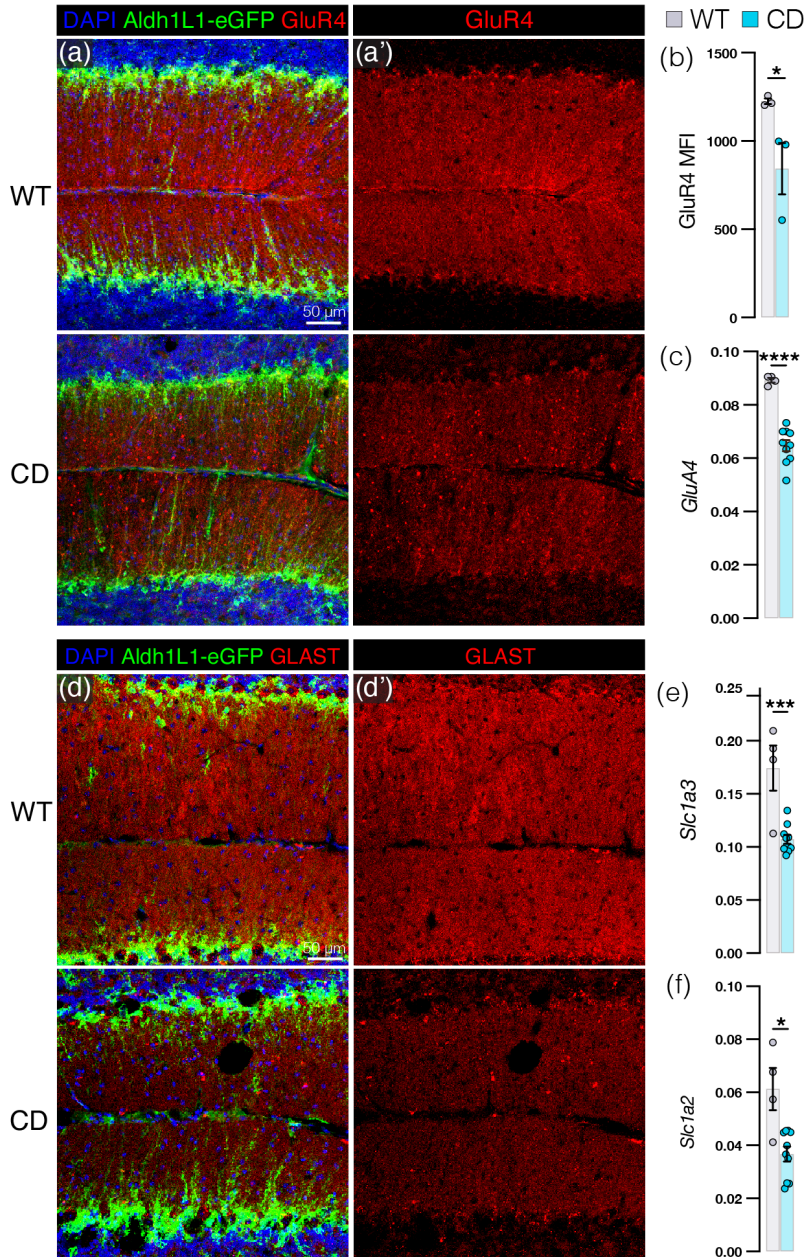 DAPI Aldh1L1-eGFP GluR4
GluR4
WT CD
(a)
(a')
WT
50 µm
CD
(b)
GluR4 MFI
1500
1000
500
0
*
(c)
GluA4
0.10
0.08
0.06
0.04
0.02
0.00
****
DAPI Aldh1L1-eGFP GLAST
GLAST
(d)
(d')
WT
50 µm
CD
(e)
Slc1a3
0.25
0.20
0.15
0.10
0.05
0.00
***
(f)
Slc1a2
0.10
0.08
0.06
0.04
0.02
0.00
*